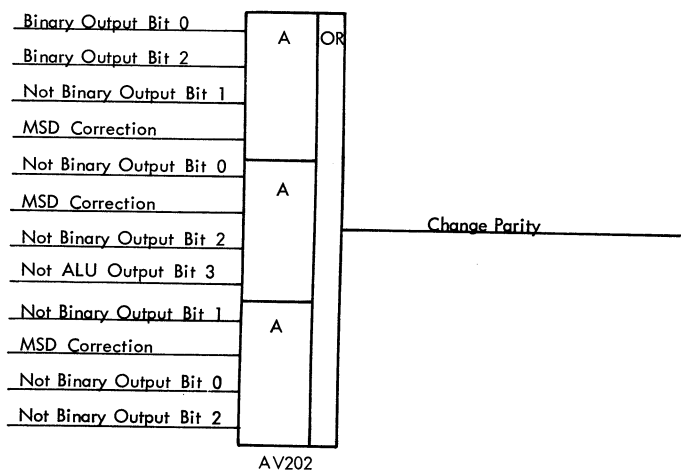 Binary Output Bit 0
A
OR
Binary Output Bit 2
Not Binary Output Bit 1
MSD Correction
Not Binary Output Bit 0
A
MSD Correction
Change Parity
Not Binary Output Bit 2
Not ALU Output Bit 3
Not Binary Output Bit 1
A
MSD Correction
Not Binary Output Bit 0
Not Binary Output Bit 2
AV202